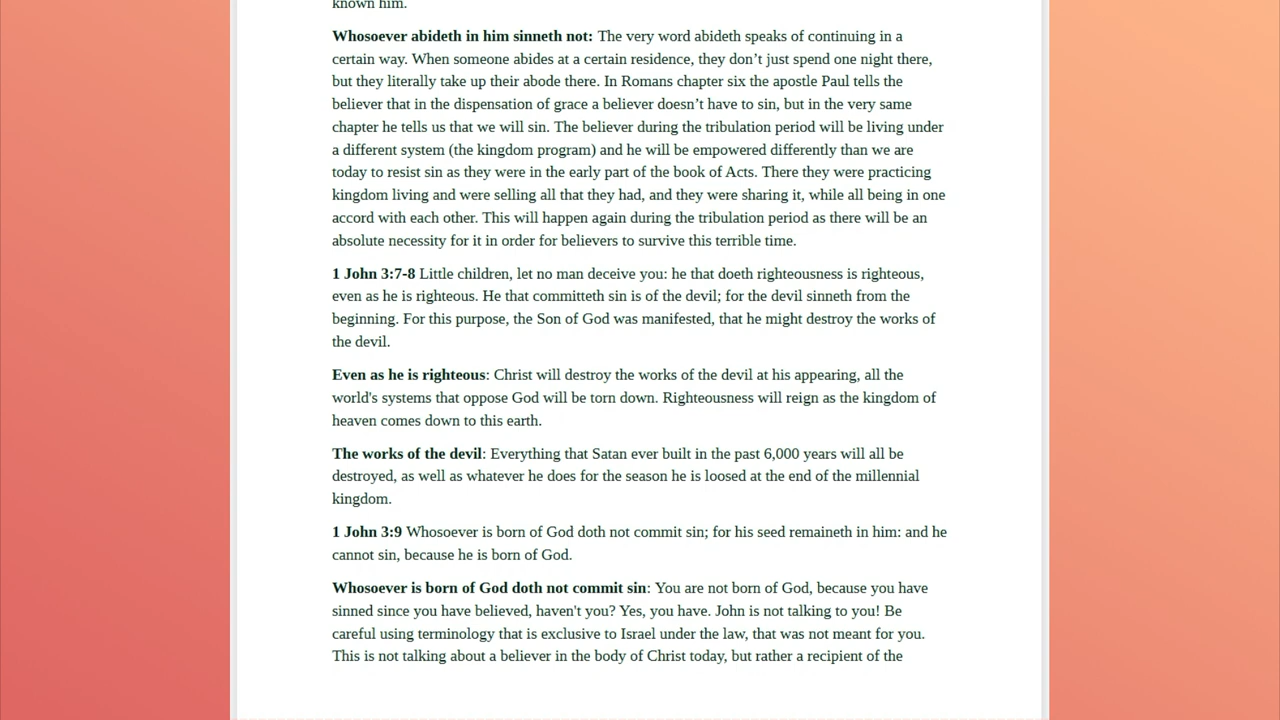 known him.
Whosoever abideth in him sinneth not: The very word abideth speaks of continuing in a
certain way. When someone abides at a certain residence, they don’t just spend one night there,
but they literally take up their abode there. In Romans chapter six the apostle Paul tells the
believer that in the dispensation of grace a believer doesn’t have to sin, but in the very same
chapter he tells us that we will sin. The believer during the tribulation period will be living under
a different system (the kingdom program) and he will be empowered differently than we are
today to resist sin as they were in the early part of the book of Acts. There they were practicing
kingdom living and were selling all that they had, and they were sharing it, while all being in one
accord with each other. This will happen again during the tribulation period as there will be an
absolute necessity for it in order for believers to survive this terrible time.
1 John 3:7-8 Little children, let no man deceive you: he that doeth righteousness is righteous,
even as he is righteous. He that committeth sin is of the devil; for the devil sinneth from the
beginning. For this purpose, the Son of God was manifested, that he might destroy the works of
the devil.
Even as he is righteous: Christ will destroy the works of the devil at his appearing, all the
world's systems that oppose God will be torn down. Righteousness will reign as the kingdom of
heaven comes down to this earth.
The works of the devil: Everything that Satan ever built in the past 6,000 years will all be
destroyed, as well as whatever he does for the season he is loosed at the end of the millennial
kingdom.
1 John 3:9 Whosoever is born of God doth not commit sin; for his seed remaineth in him: and he
cannot sin, because he is born of God.
Whosoever is born of God doth not commit sin: You are not born of God, because you have
sinned since you have believed, haven't you? Yes, you have. John is not talking to you! Be
careful using terminology that is exclusive to Israel under the law, that was not meant for you.
This is not talking about a believer in the body of Christ today, but rather a recipient of the